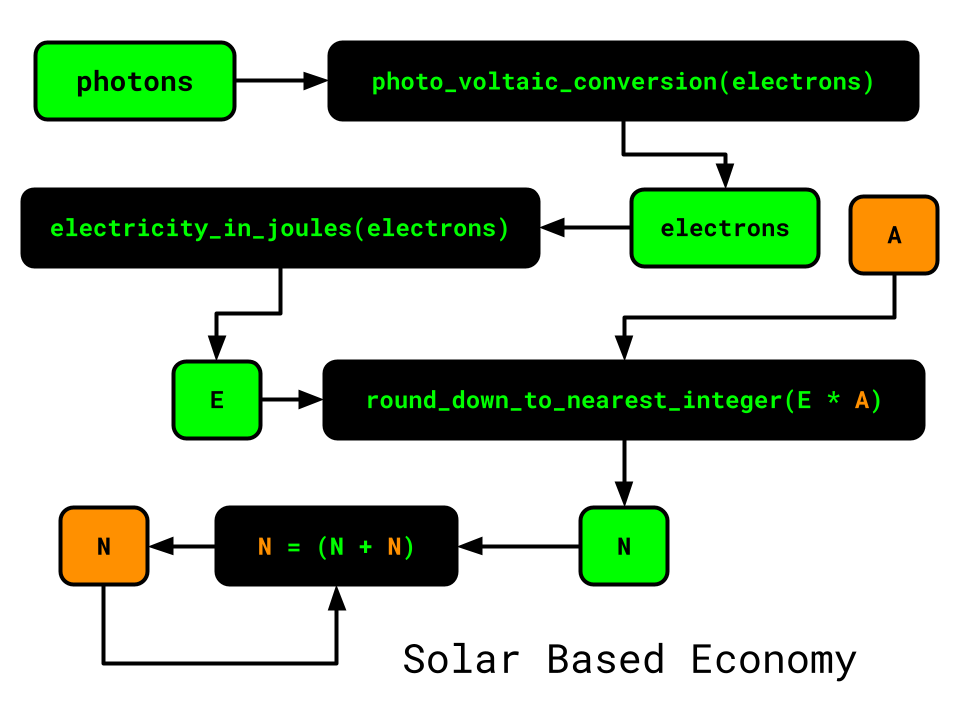 photons
photo_voltaic_conversion(electrons)
electricity_in_joules(electrons)
electrons
A
E
round_down_to_nearest_integer(E * A)
N
N = (N + N)
N
Solar Based Economy